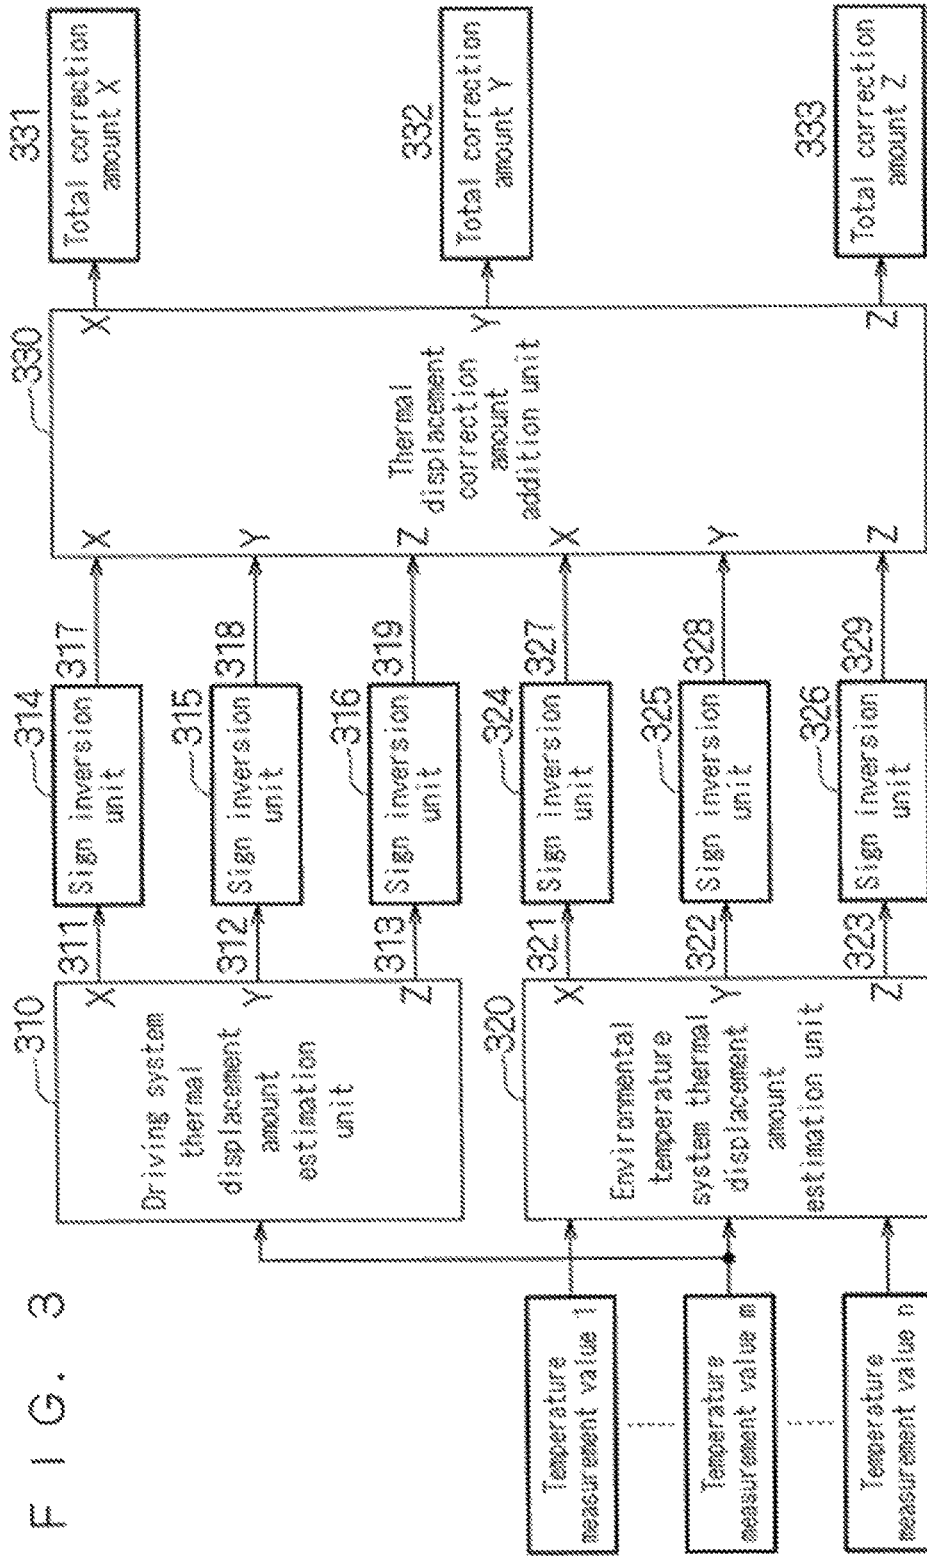 FIG. 3
Temperature
measurement value 1
Temperature
measurement value m
Temperature
measurement value n
310
Driving system
thermal
displacement
amount
estimation
unit
X
Y
Z
320
Environmental
temperature
system thermal
displacement
amount
estimation unit
X
Y
Z
311
312
313
321
322
323
314
Sign inversion
unit
315
Sign inversion
unit
316
Sign inversion
unit
324
Sign inversion
unit
325
Sign inversion
unit
326
Sign inversion
unit
317
318
319
327
328
329
330
X
Y
Z
X
Y
Z
Thermal
displacement
correction
amount
addition unit
X
Y
Z
331
Total correction
amount X
332
Total correction
amount Y
333
Total correction
amount Z